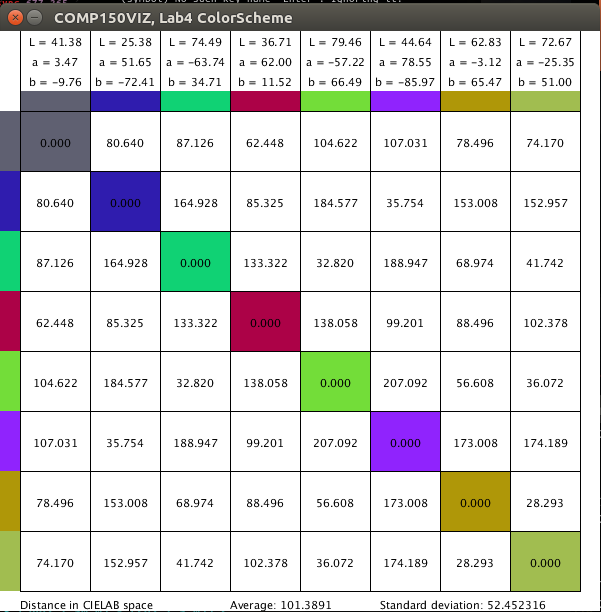 COMP150VIZ, Lab4 ColorScheme
L = 41.38 L = 25.38 L = 74.49 L = 36.71 L = 79.46 L = 44.64 L = 62.83 L = 72.67
a = 3.47 a = 51.65 a = -63.74 a = 62.00 a = -57.22 a = 78.55 a = -3.12 a = -25.35
b = -9.76 b = -72.41 b = 34.71 b = 11.52 b = 66.49 b = -85.97 b = 65.47 b = 51.00
0.000 80.640 87.126 62.448 104.622 107.031 78.496 74.170
80.640 0.000 164.928 85.325 184.577 35.754 153.008 152.957
87.126 164.928 0.000 133.322 32.820 188.947 68.974 41.742
62.448 85.325 133.322 0.000 138.058 99.201 88.496 102.378
104.622 184.577 32.820 138.058 0.000 207.092 56.608 36.072
107.031 35.754 188.947 99.201 207.092 0.000 173.008 174.189
78.496 153.008 68.974 88.496 56.608 173.008 0.000 28.293
74.170 152.957 41.742 102.378 36.072 174.189 28.293 0.000
Distance in CIELAB space Average: 101.3891 Standard deviation: 52.452316